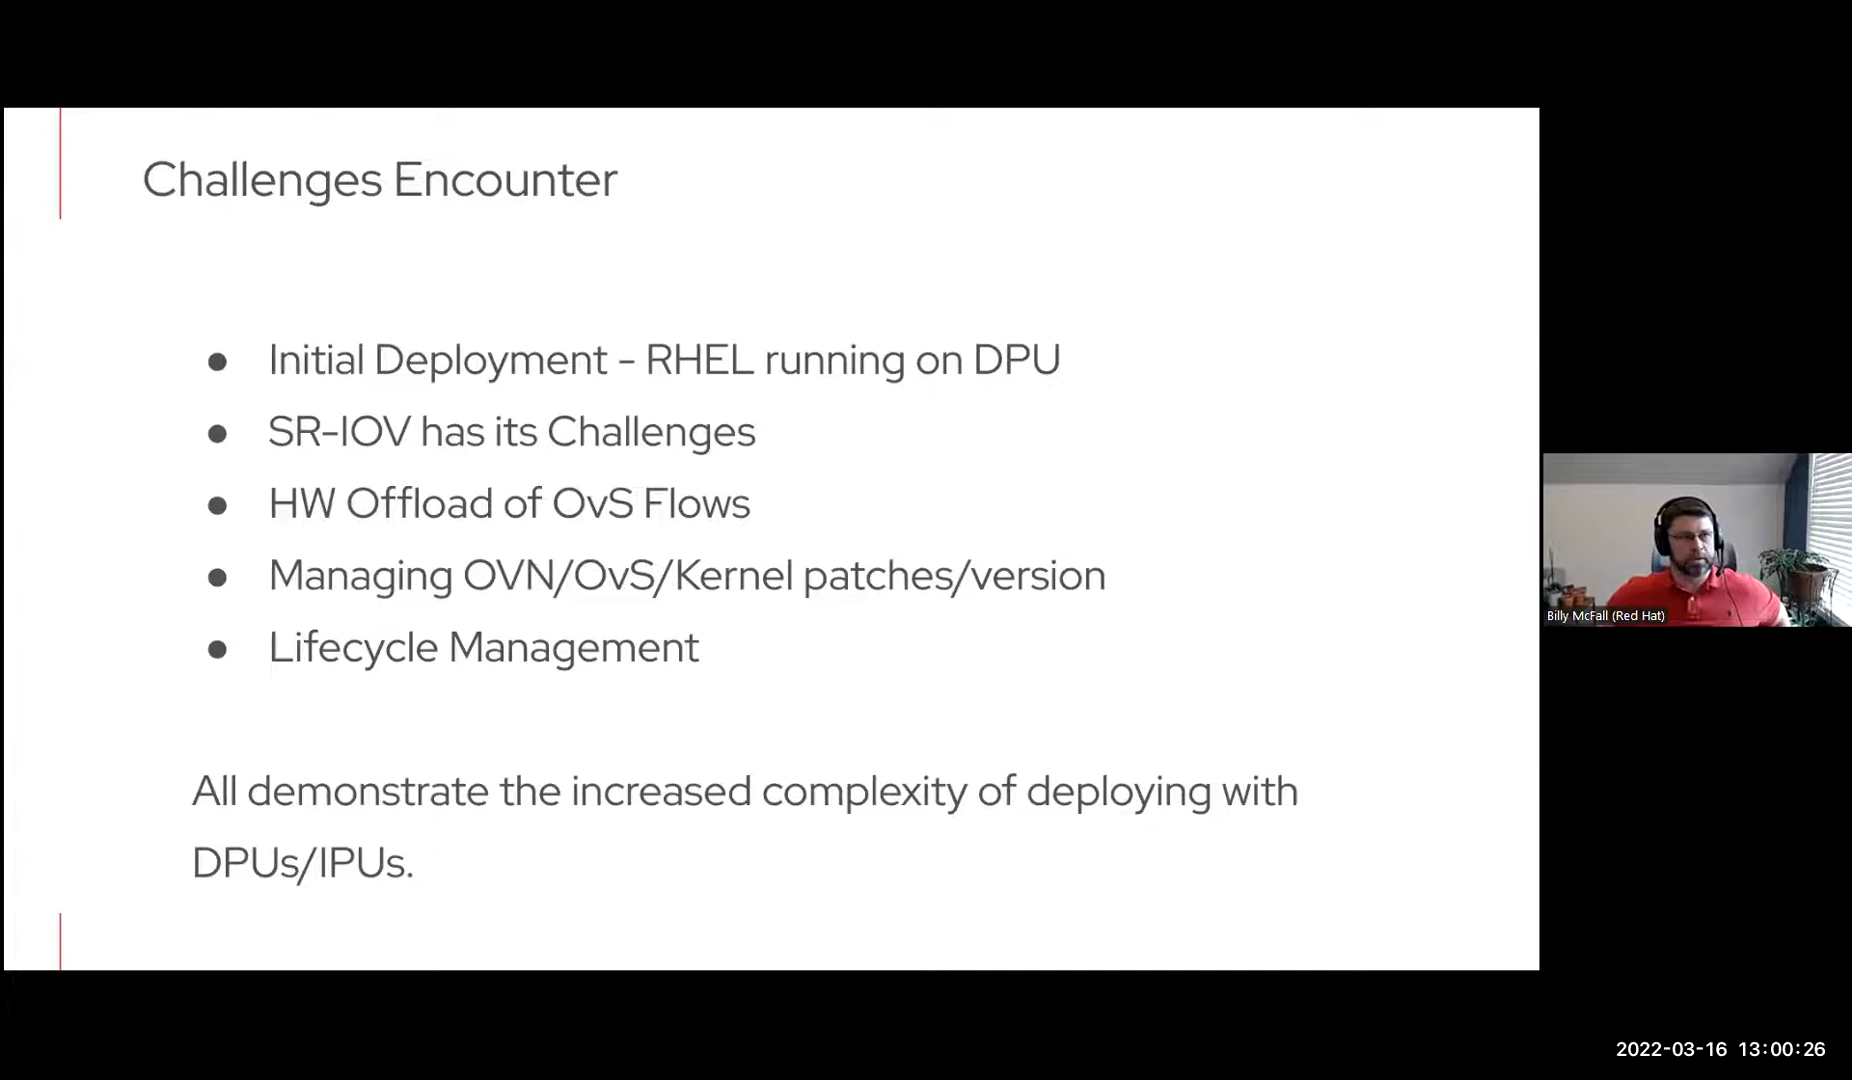 Challenges Encounter
● Initial Deployment - RHEL running on DPU
● SR-IOV has its Challenges
● HW Offload of OvS Flows
● Managing OVN/OvS/Kernel patches/version
● Lifecycle Management
All demonstrate the increased complexity of deploying with
DPUs/IPUs.
Billy McFall (Red Hat)
2022-03-16 13:00:26